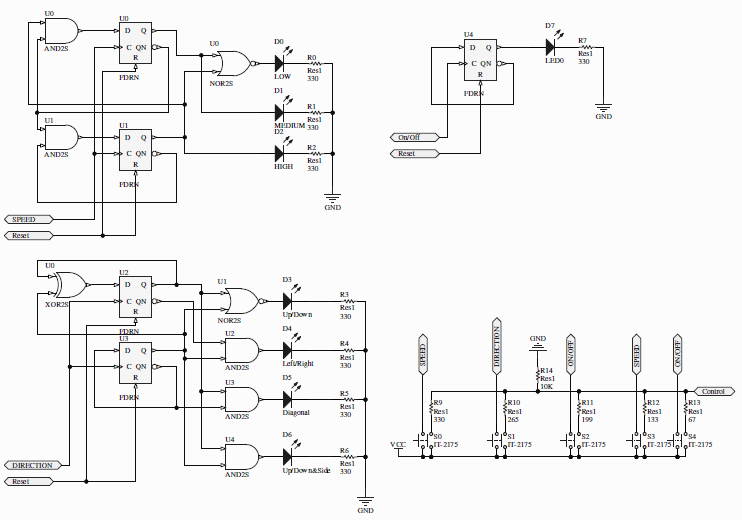 U0
AND2S
U0
D Q
C QN
R
FDRN
U0
NOR2S
D0
LOW
R0
Res1
330
D1
MEDIUM
R1
Res1
330
U1
AND2S
U1
D Q
C QN
R
FDRN
D2
HIGH
R2
Res1
330
GND
SPEED
Reset
U4
D Q
C QN
R
FDRN
D7
LED0
R7
Res1
330
GND
On/Off
Reset
U0
XOR2S
U2
D Q
C QN
R
FDRN
U3
D Q
C QN
R
FDRN
U1
NOR2S
D3
Up/Down
R3
Res1
330
U2
AND2S
D4
Left/Right
R4
Res1
330
U3
AND2S
D5
Diagonal
R5
Res1
330
U4
AND2S
D6
Up/Down&Side
R6
Res1
330
GND
DIRECTION
Reset
SPEED
DIRECTION
ON/OFF
SPEED
ON/OFF
GND
R14
Res1
10K
Control
R9
Res1
330
R10
Res1
265
R11
Res1
199
R12
Res1
133
R13
Res1
67
VCC
S0
IT-2175
S1
IT-2175
S2
IT-2175
S3
IT-2175
S4
IT-2175